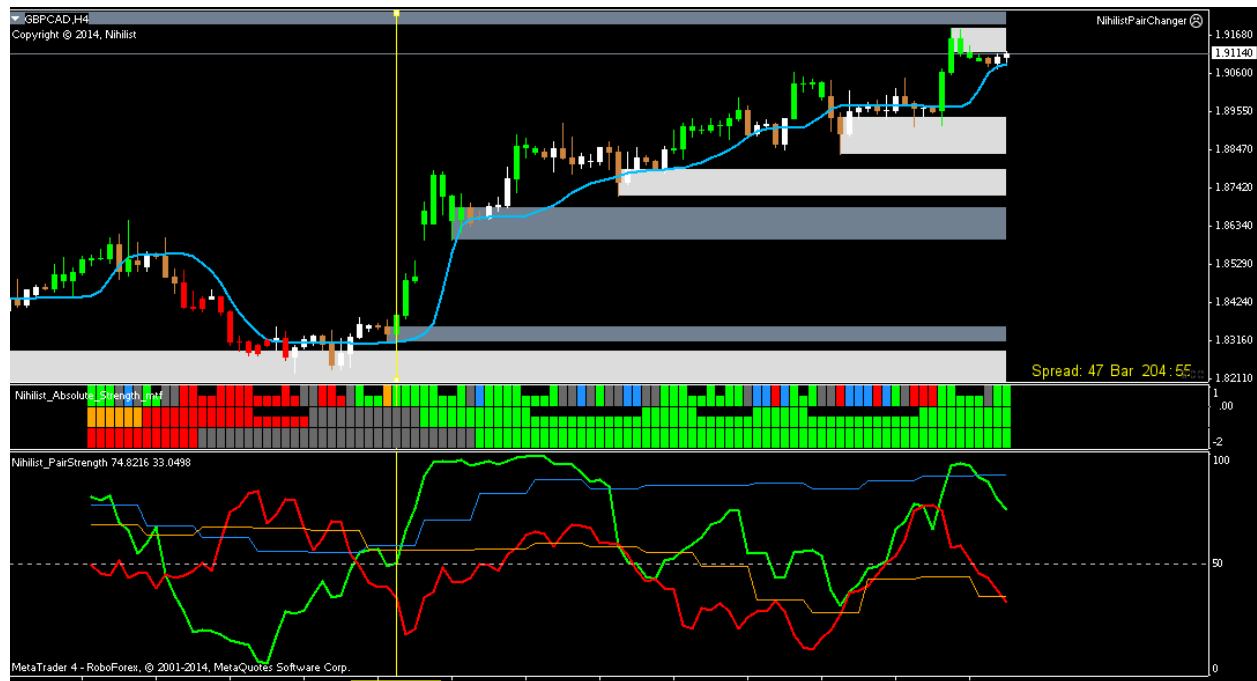 GBPCAD,H4
NihilistPairChanger
Copyright © 2014, Nihilist
1.91680
1.91140
1.90600
1.89550
1.88470
1.87420
1.86340
1.85290
1.84240
1.83160
1.82110
Spread: 47 Bar 204:55
Nihilist_Absolute_Strength_mtf
1
.00
-2
Nihilist_PairStrength 74.8216 33.0498
100
50
0
MetaTrader 4 - RoboForex, © 2001-2014, MetaQuotes Software Corp.